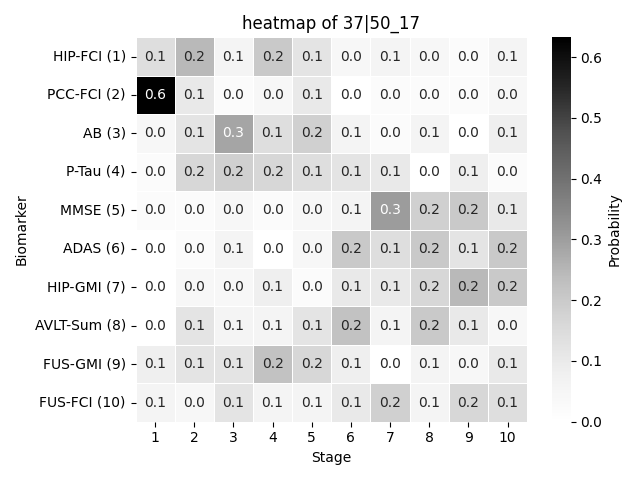 heatmap of 37|50_17
HIP-FCI (1) 0.1 0.2 0.1 0.2 0.1 0.0 0.1 0.0 0.0 0.1
PCC-FCI (2) 0.6 0.1 0.0 0.0 0.1 0.0 0.0 0.0 0.0 0.0
AB (3) 0.0 0.1 0.3 0.1 0.2 0.1 0.0 0.1 0.0 0.1
P-Tau (4) 0.0 0.2 0.2 0.2 0.1 0.1 0.1 0.0 0.1 0.0
MMSE (5) 0.0 0.0 0.0 0.0 0.0 0.1 0.3 0.2 0.2 0.1
ADAS (6) 0.0 0.0 0.1 0.0 0.0 0.2 0.1 0.2 0.1 0.2
HIP-GMI (7) 0.0 0.0 0.0 0.1 0.0 0.1 0.1 0.2 0.2 0.2
AVLT-Sum (8) 0.0 0.1 0.1 0.1 0.1 0.2 0.1 0.2 0.1 0.0
FUS-GMI (9) 0.1 0.1 0.1 0.2 0.2 0.1 0.0 0.1 0.0 0.1
FUS-FCI (10) 0.1 0.0 0.1 0.1 0.1 0.1 0.2 0.1 0.2 0.1
1 2 3 4 5 6 7 8 9 10
Stage
Biomarker
0.6
0.5
0.4
0.3
0.2
0.1
0.0
Probability